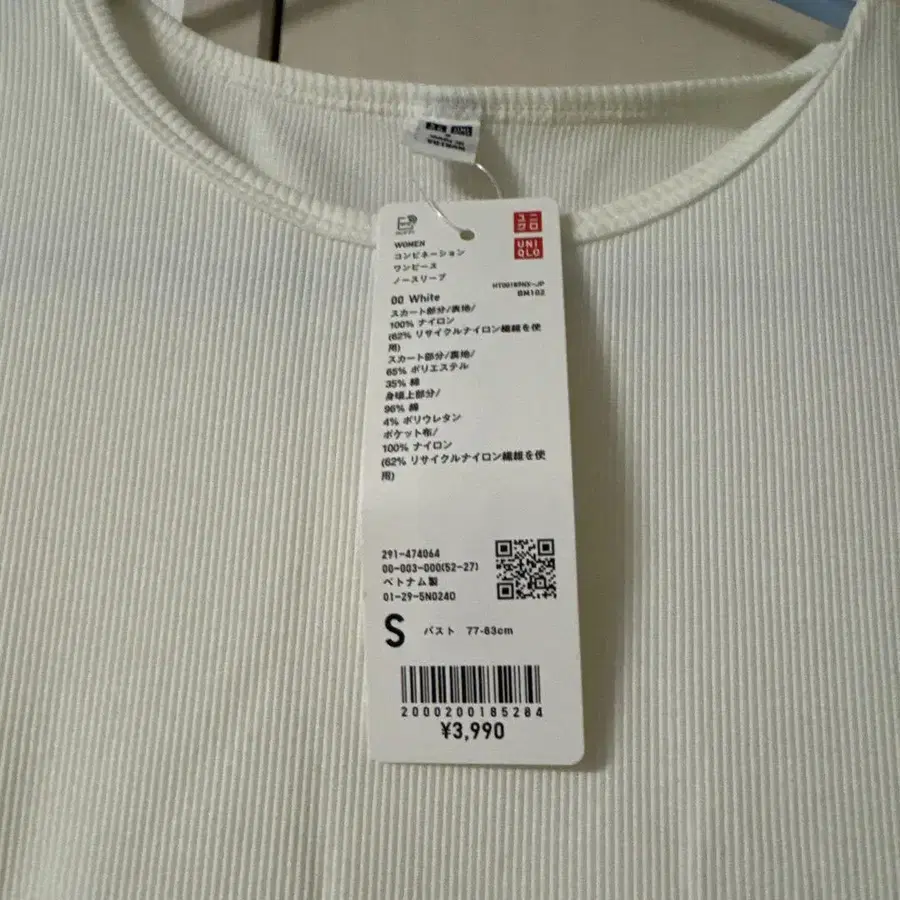 ユニ
クロ
UNI
QLO
WOMEN
コンビネーション
ワンピース
ノースリーブ
00 White
BM102
スカート部分/表地/
100% ナイロン
(62% リサイクルナイロン繊維を使
用)
スカート部分/裏地/
65% ポリエステル
35% 綿
身頃上部分/
96% 綿
4% ポリウレタン
ポケット布/
100% ナイロン
(62% リサイクルナイロン繊維を使
用)
291-474064
00-003-000(52-27)
ベトナム製
01-29-5N024O
S バスト 77-83cm
2000200185284
¥3,990